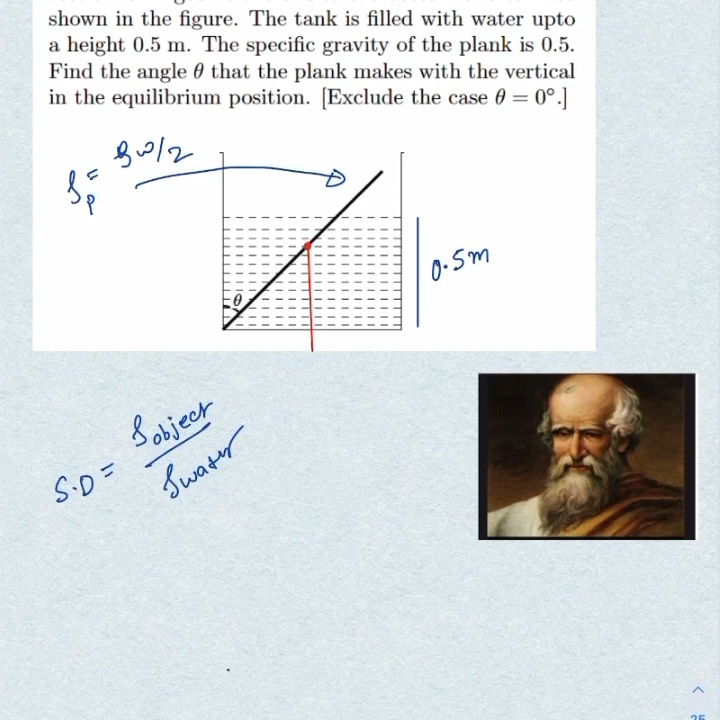 shown in the figure. The tank is filled with water upto
a height 0.5 m. The specific gravity of the plank is 0.5.
Find the angle θ that the plank makes with the vertical
in the equilibrium position. [Exclude the case θ = 0°.]
ρp = ρw/2
θ
0.5m
S.D = ρobject / ρwater